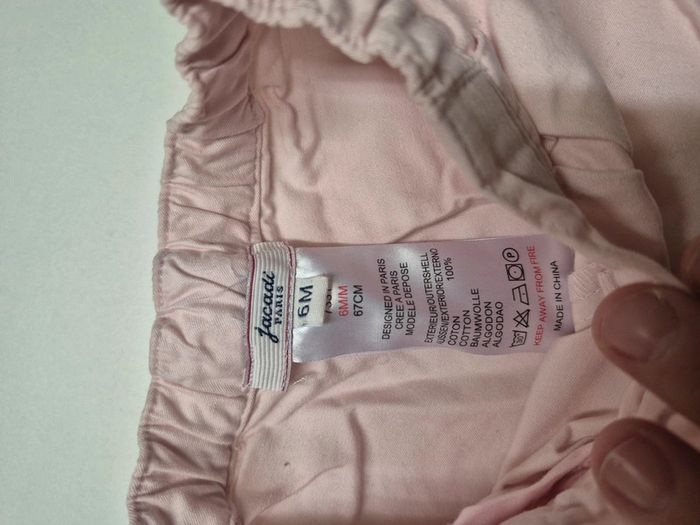 Jacadi
PARIS
6M
6M/M
67CM
DESIGNED IN PARIS
CREE A PARIS
MODELE DEPOSE
EXTERIEUR/OUTERSHELL
AUSSEN/EXTERIOR/EXTERNO
100%
COTON
COTTON
BAUMWOLLE
ALGODON
ALGODAO
KEEP AWAY FROM FIRE
MADE IN CHINA